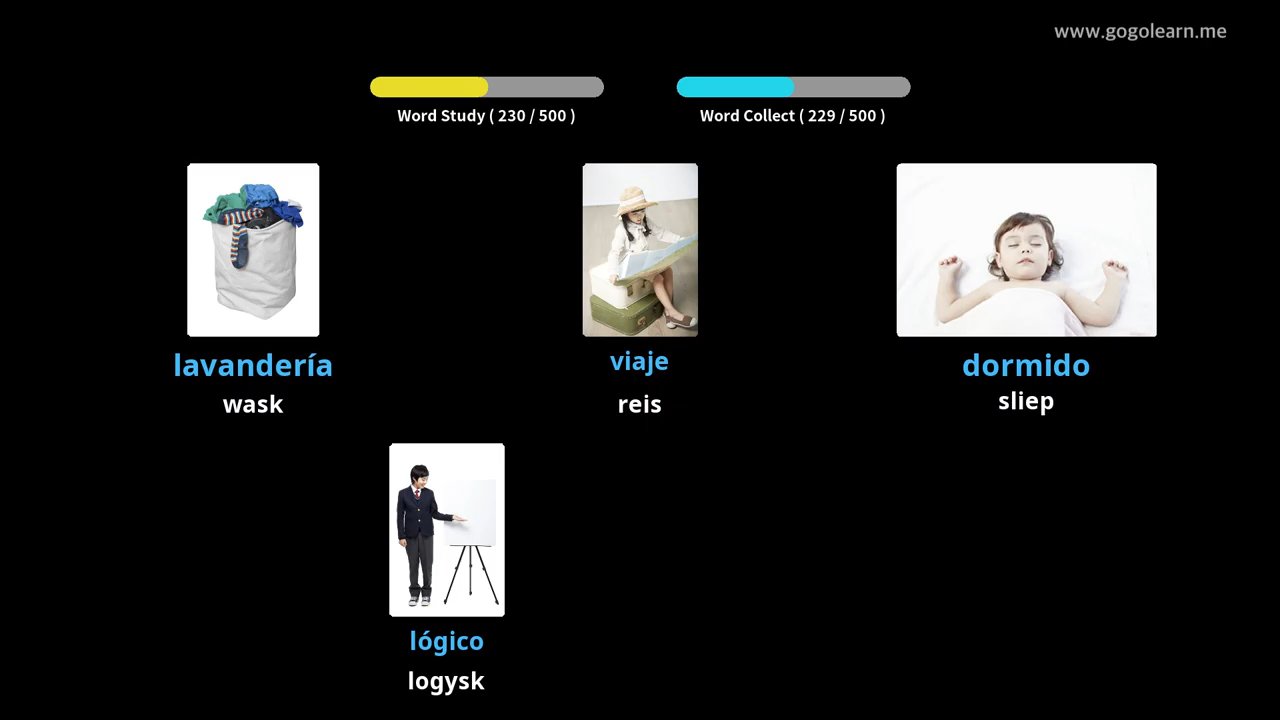 www.gogolearn.me
Word Study ( 230 / 500 )
Word Collect ( 229 / 500 )
lavandería
wask
viaje
reis
dormido
sliep
lógico
logysk